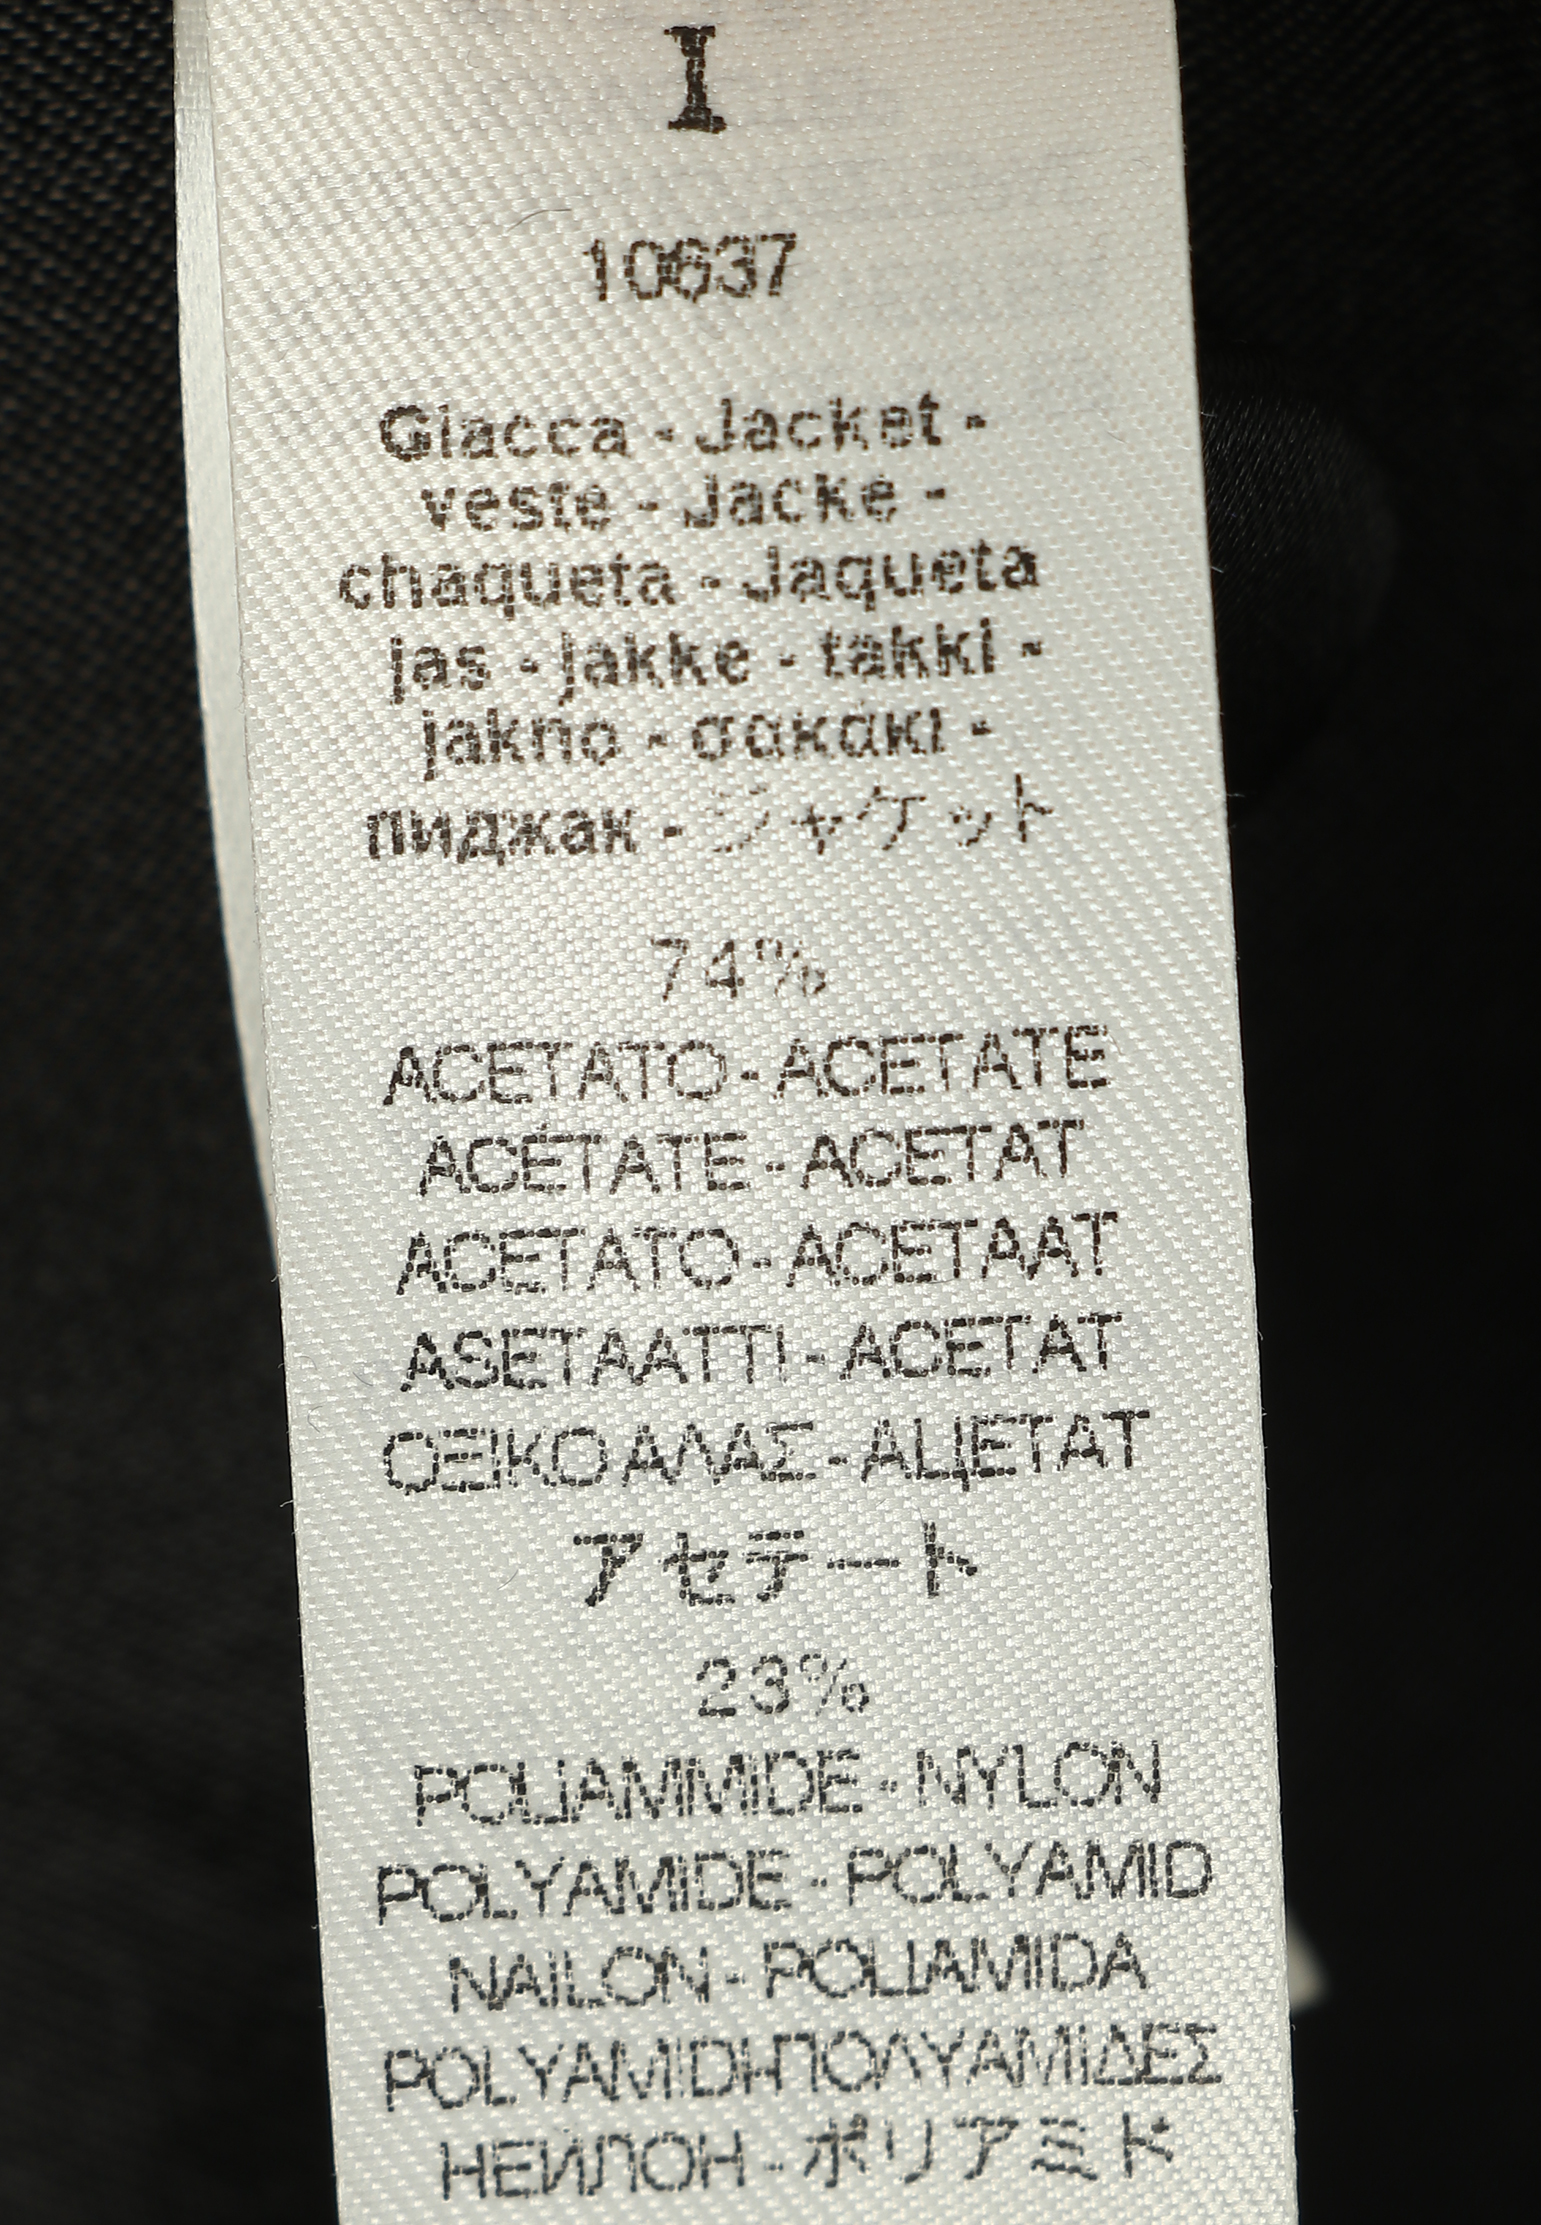 I
10637
Giacca - Jacket -
veste - Jacke -
chaqueta - Jaqueta
jas - jakke - takki -
jakno - σακάκι -
пиджак - ジャケット
74%
ACETATO - ACETATE
ACÉTATE - ACETAT
ACETATO - ACETAAT
ASETAATTI - ACETAT
ΟΞΙΚΟ ΑΛΑΣ - АЦЕТАТ
アセテート
23%
POLIAMMIDE - NYLON
POLYAMIDE - POLYAMID
NAILON - POLIAMIDA
POLYAMIDH ΠΟΛΥΑΜΙΔΕΣ
НЕЙЛОН - ポリアミド